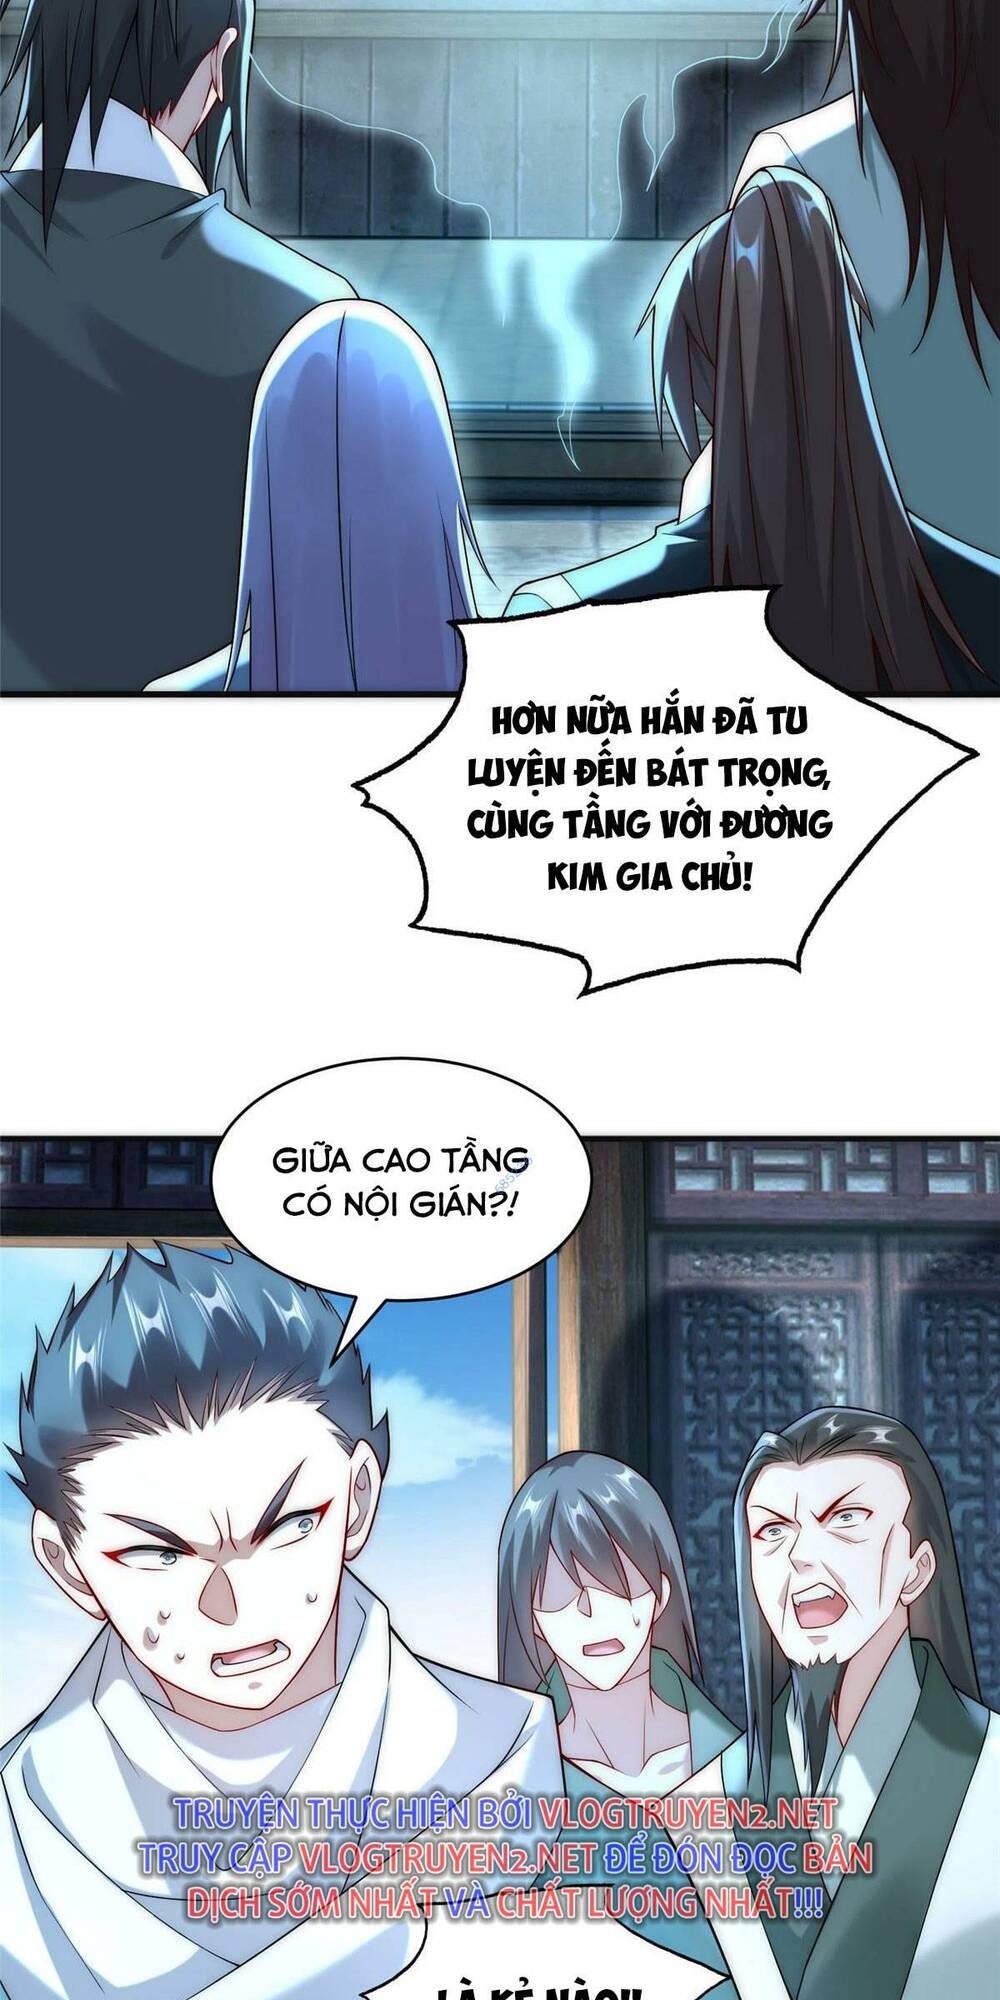 HƠN NỮA HẮN ĐÃ TU
LUYỆN ĐẾN BÁT TRỌNG,
CÙNG TẦNG VỚI ĐƯƠNG
KIM GIA CHỦ!
GIỮA CAO TẦNG
CÓ NỘI GIÁN?!
TRUYỆN THỰC HIỆN BỞI VLOGTRUYEN2.NET
TRUY CẬP VLOGTRUYEN2.NET ĐỂ ĐÓN ĐỌC BẢN
DỊCH SỚM NHẤT VÀ CHẤT LƯỢNG NHẤT!!!
LÀ KẺ NÀO!!